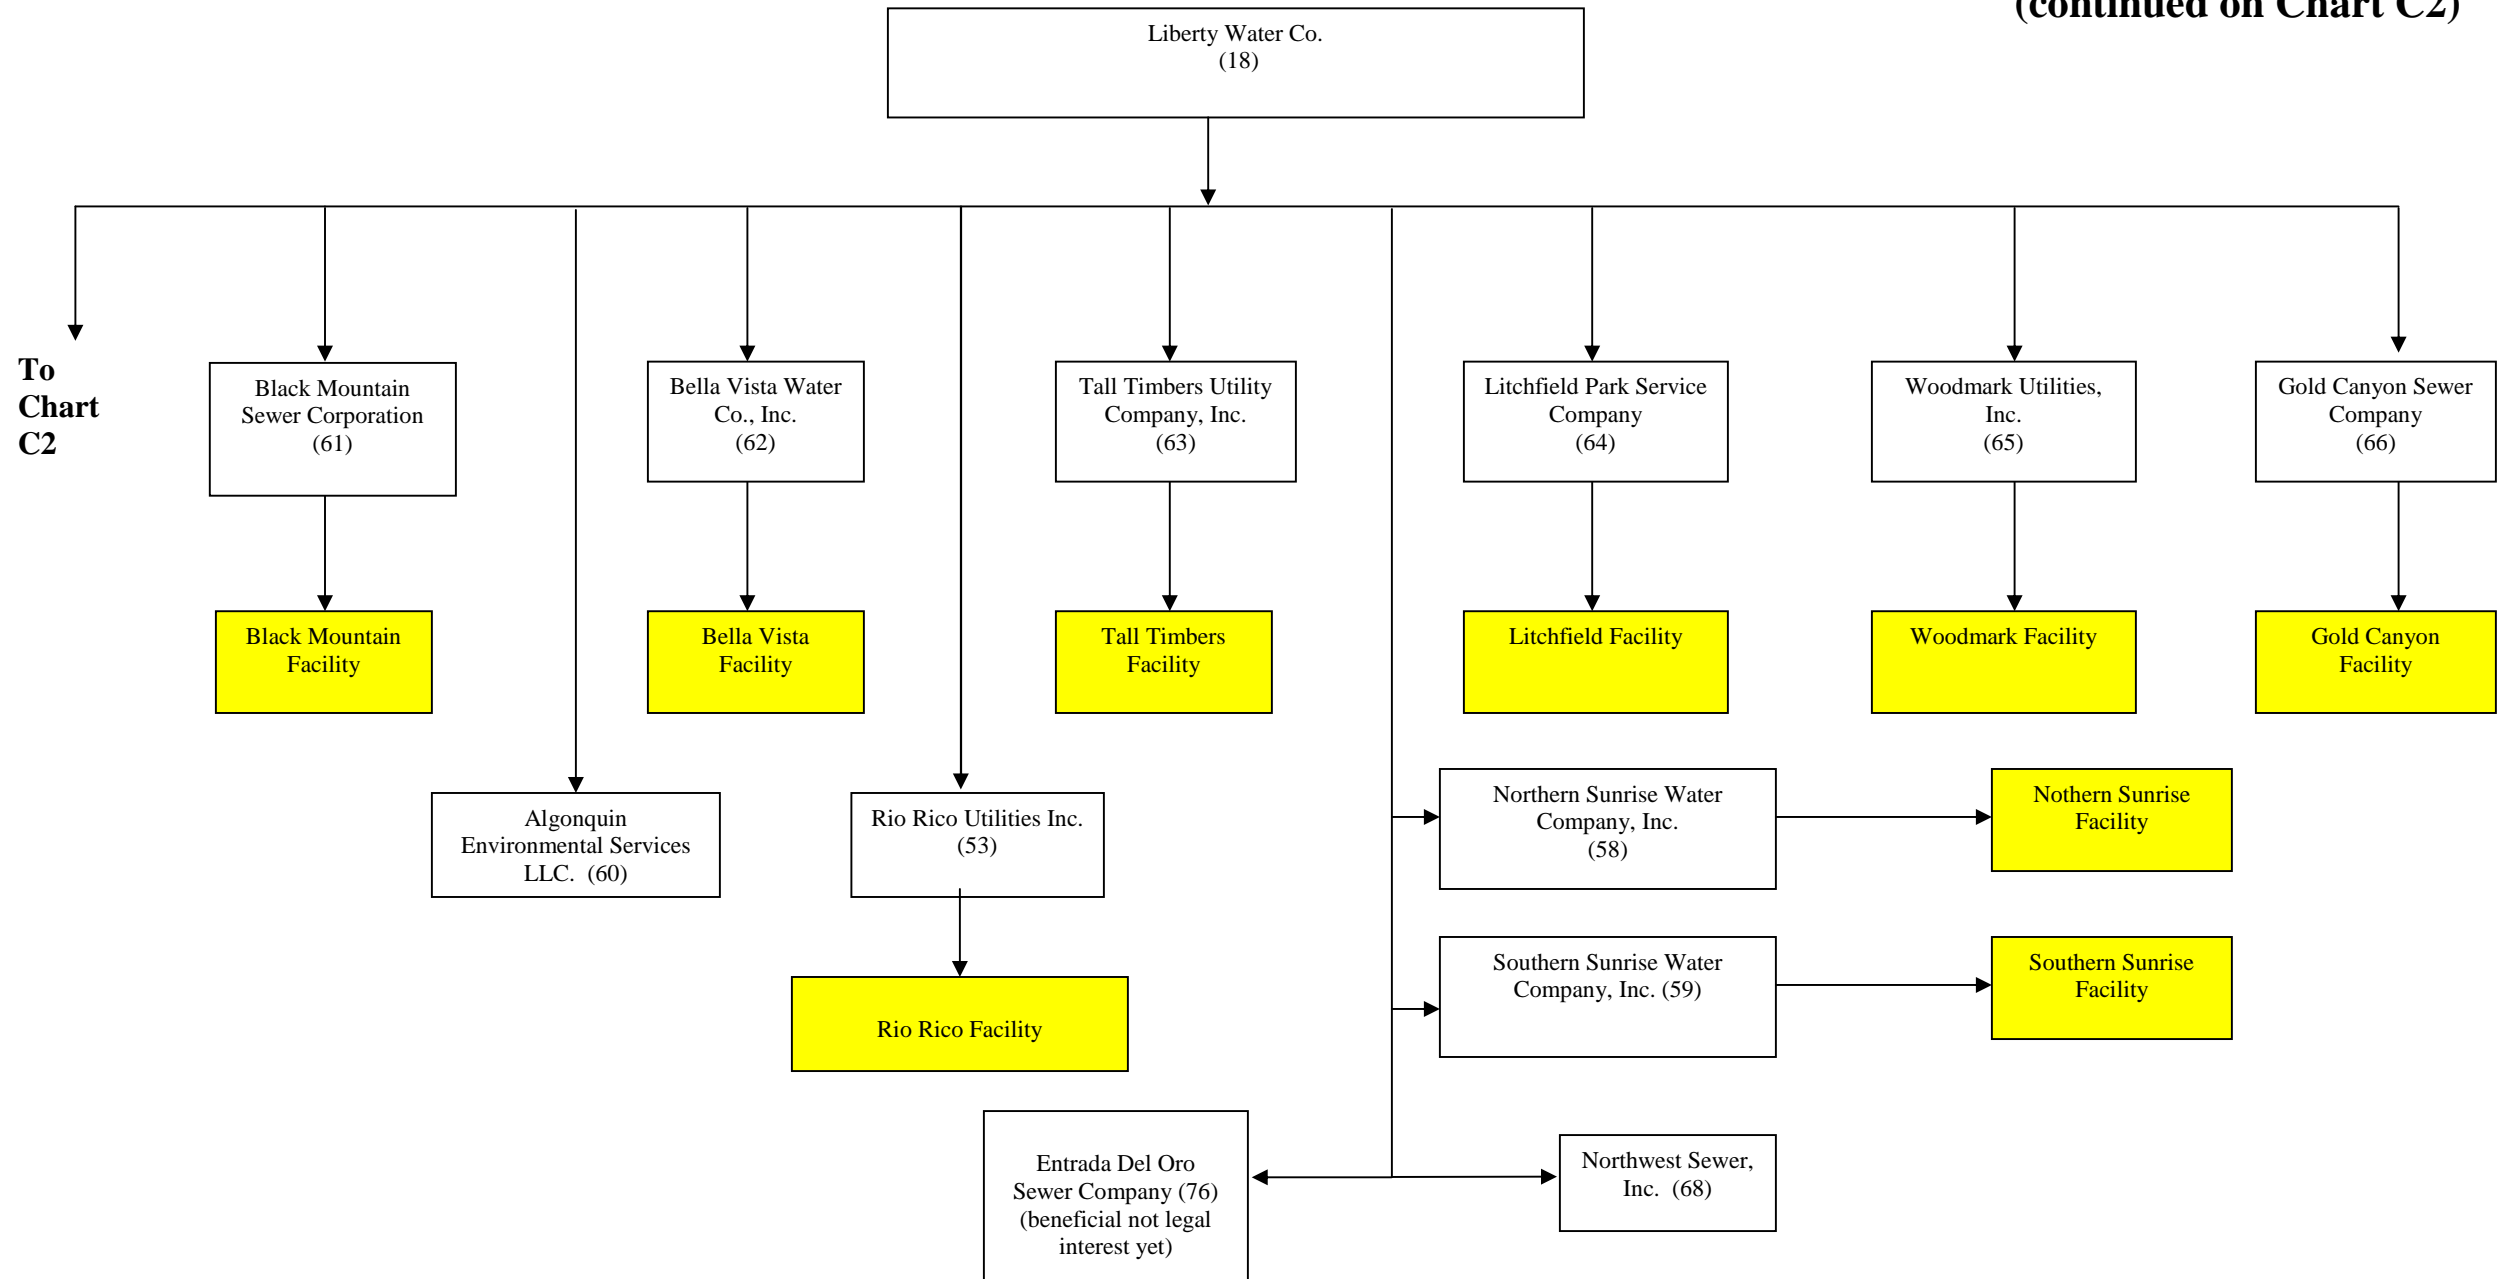 (continued on Chart C2)
Liberty Water Co.
(18)
To
Chart
C2
Black Mountain
Sewer Corporation
(61)
Bella Vista Water
Co., Inc.
(62)
Tall Timbers Utility
Company, Inc.
(63)
Litchfield Park Service
Company
(64)
Woodmark Utilities,
Inc.
(65)
Gold Canyon Sewer
Company
(66)
Black Mountain
Facility
Bella Vista
Facility
Tall Timbers
Facility
Litchfield Facility
Woodmark Facility
Gold Canyon
Facility
Algonquin
Environmental Services
LLC.  (60)
Rio Rico Utilities Inc.
(53)
Northern Sunrise Water
Company, Inc.
(58)
Nothern Sunrise
Facility
Rio Rico Facility
Southern Sunrise Water
Company, Inc. (59)
Southern Sunrise
Facility
Entrada Del Oro
Sewer Company (76)
(beneficial not legal
interest yet)
Northwest Sewer,
Inc.  (68)